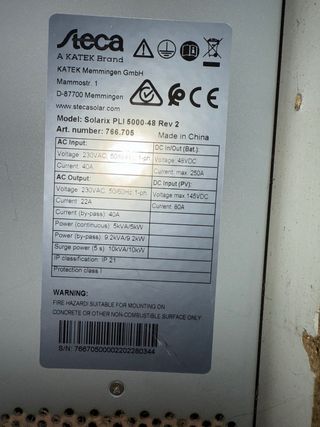 Steca
A KATEK Brand
KATEK Memmingen GmbH
Mammostr. 1
D-87700 Memmingen
www.stecasolar.com
Model: Solarix PLI 5000-48 Rev 2
Art. number: 766.705
Made in China
AC Input:
Voltage: 230VAC, 50/60Hz 1-ph
Current: 40A
DC In/Out (Bat.):
Voltage: 48VDC
Current: max. 250A
AC Output:
Voltage: 230VAC, 50/60Hz 1-ph
Current: 22A
Current (by-pass): 40A
DC Input (PV):
Voltage: max. 145VDC
Current: 80A
Power (continuous): 5kVA/5kW
Power (by-pass): 9.2kVA/9.2kW
Surge power (5 s): 10kVA/10kW
IP classification: IP 21
Protection class I
WARNING:
FIRE HAZARD! SUITABLE FOR MOUNTING ON
CONCRETE OR OTHER NON-COMBUSTIBLE SURFACE ONLY
S/N: 76670500002202280344